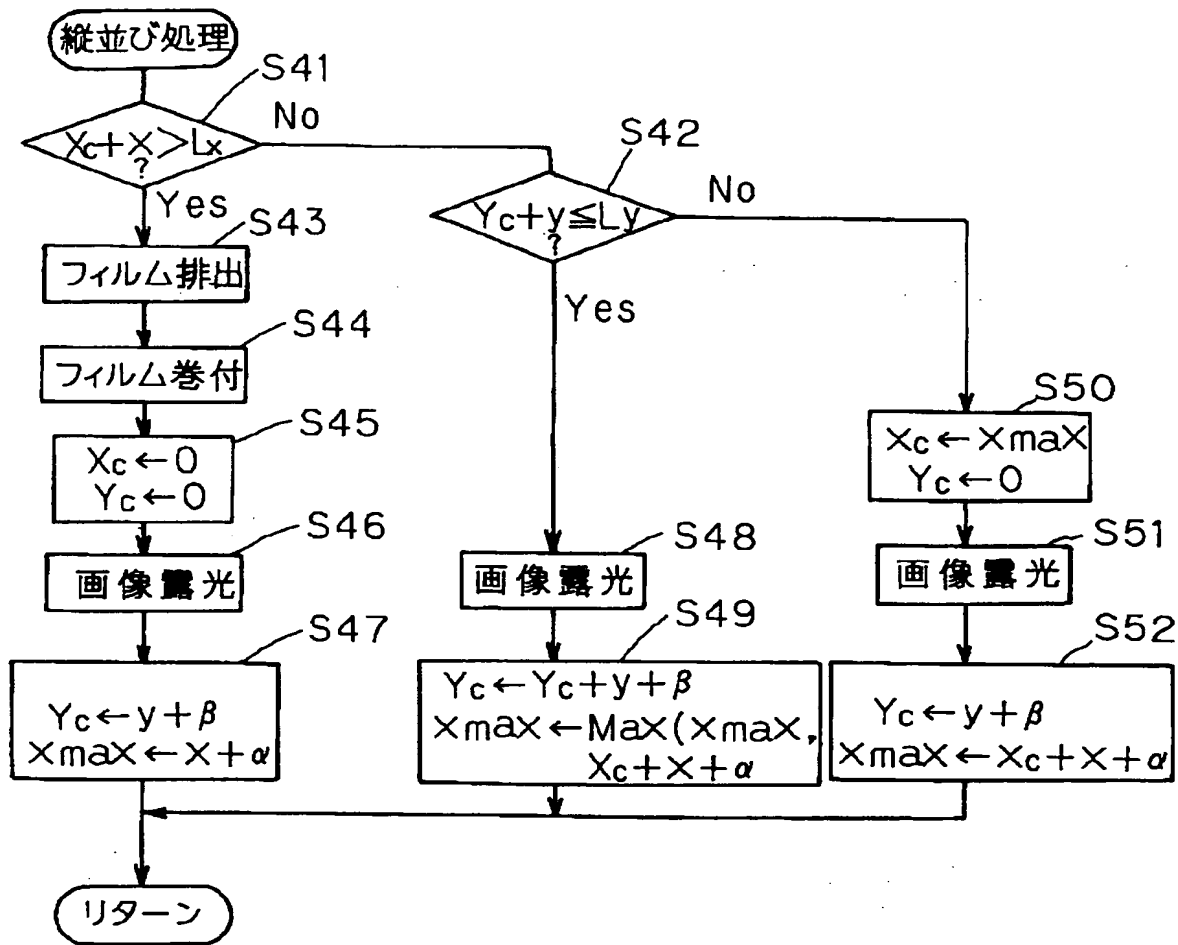 縦並び処理
S41
Xc+x>Lx
?
No
Yes
S42
Yc+y≦Ly
?
No
Yes
S43
フィルム排出
S44
フィルム巻付
S45
Xc←0
Yc←0
S46
画像露光
S47
Yc←y+β
xmax←x+α
S48
画像露光
S49
Yc←Yc+y+β
xmax←Max(xmax,
Xc+x+α
S50
Xc←xmax
Yc←0
S51
画像露光
S52
Yc←y+β
xmax←Xc+x+α
リターン